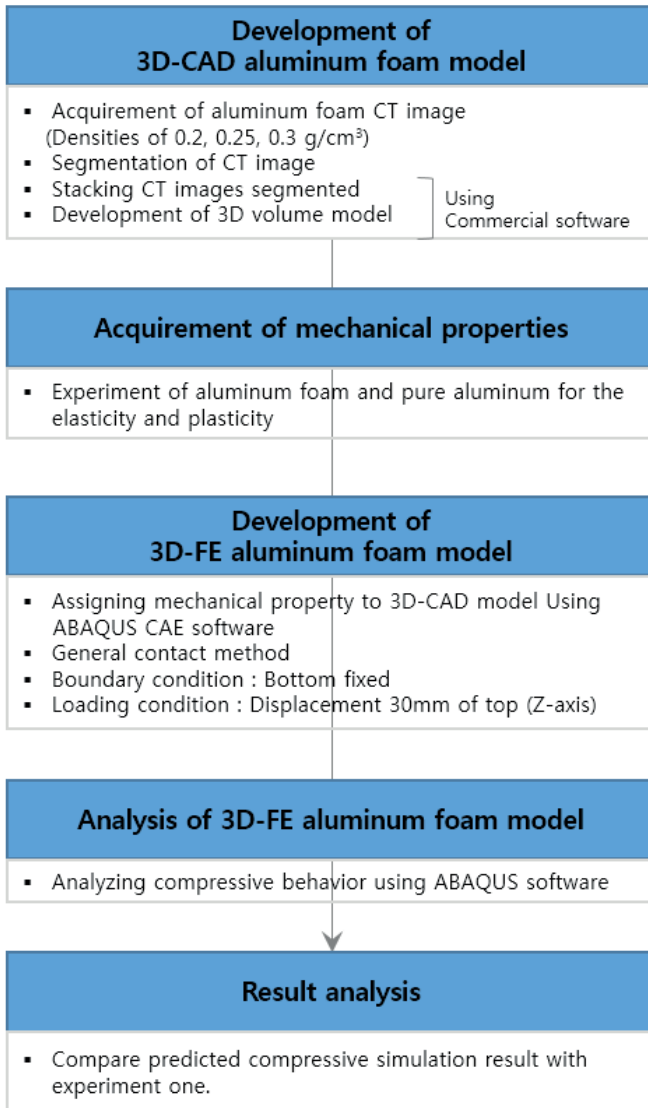 Development of
3D-CAD aluminum foam model
▪ Acquirement of aluminum foam CT image
(Densities of 0.2, 0.25, 0.3 g/cm³)
▪ Segmentation of CT image
▪ Stacking CT images segmented
▪ Development of 3D volume model
Using
Commercial software
Acquirement of mechanical properties
▪ Experiment of aluminum foam and pure aluminum for the
elasticity and plasticity
Development of
3D-FE aluminum foam model
▪ Assigning mechanical property to 3D-CAD model Using
ABAQUS CAE software
▪ General contact method
▪ Boundary condition : Bottom fixed
▪ Loading condition : Displacement 30mm of top (Z-axis)
Analysis of 3D-FE aluminum foam model
▪ Analyzing compressive behavior using ABAQUS software
Result analysis
▪ Compare predicted compressive simulation result with
experiment one.